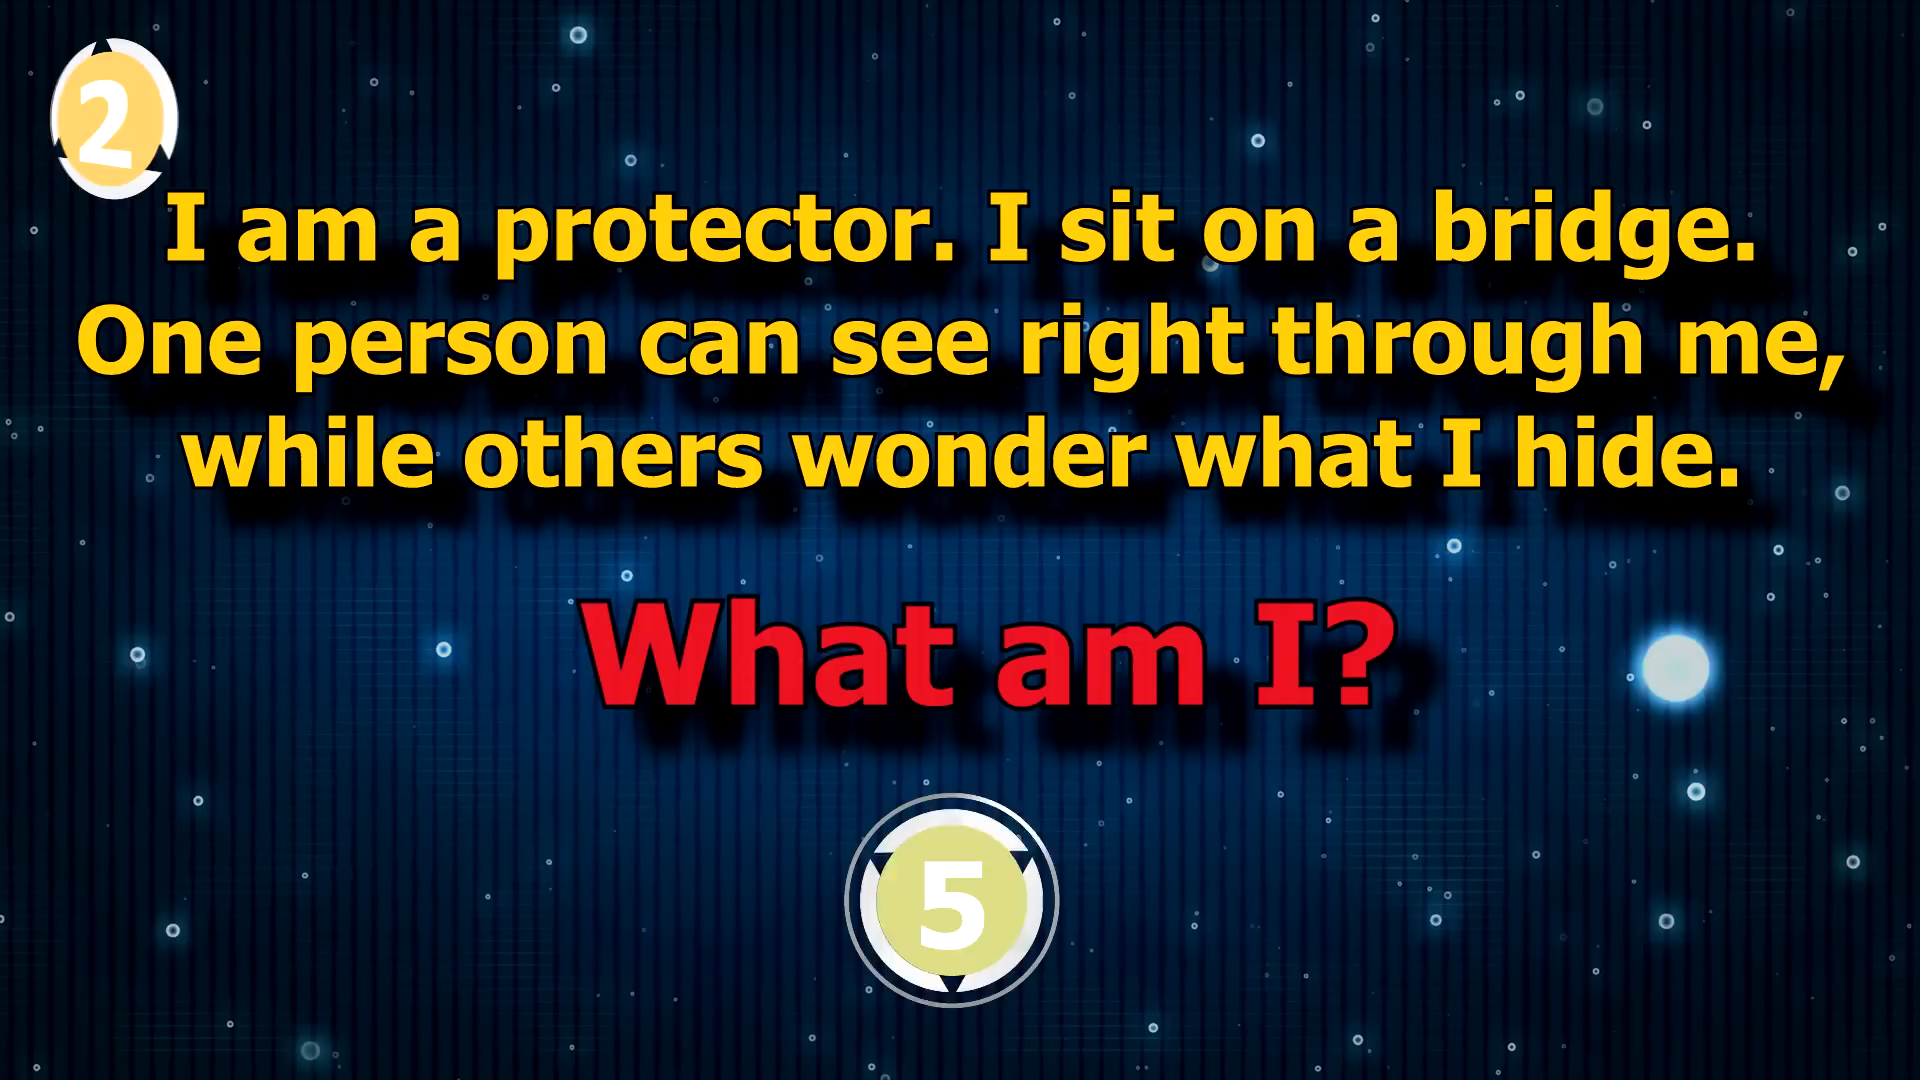 2
I am a protector. I sit on a bridge.
One person can see right through me,
while others wonder what I hide.
What am I?
5